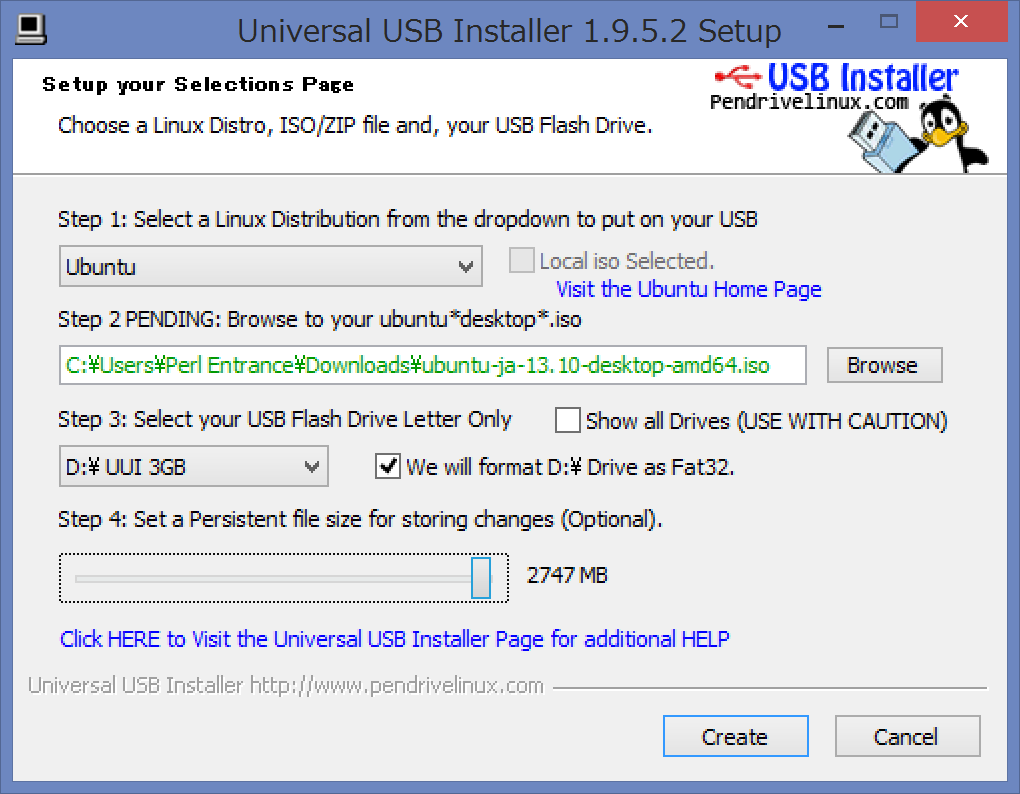 Universal USB Installer 1.9.5.2 Setup
Setup your Selections Page
Choose a Linux Distro, ISO/ZIP file and, your USB Flash Drive.
USB Installer
Pendrivelinux.com
Step 1: Select a Linux Distribution from the dropdown to put on your USB
Ubuntu
Local iso Selected.
Visit the Ubuntu Home Page
Step 2 PENDING: Browse to your ubuntu*desktop*.iso
C:¥Users¥Perl Entrance¥Downloads¥ubuntu-ja-13.10-desktop-amd64.iso
Browse
Step 3: Select your USB Flash Drive Letter Only
Show all Drives (USE WITH CAUTION)
D:¥ UUI 3GB
We will format D:¥ Drive as Fat32.
Step 4: Set a Persistent file size for storing changes (Optional).
2747 MB
Click HERE to Visit the Universal USB Installer Page for additional HELP
Universal USB Installer http://www.pendrivelinux.com
Create
Cancel